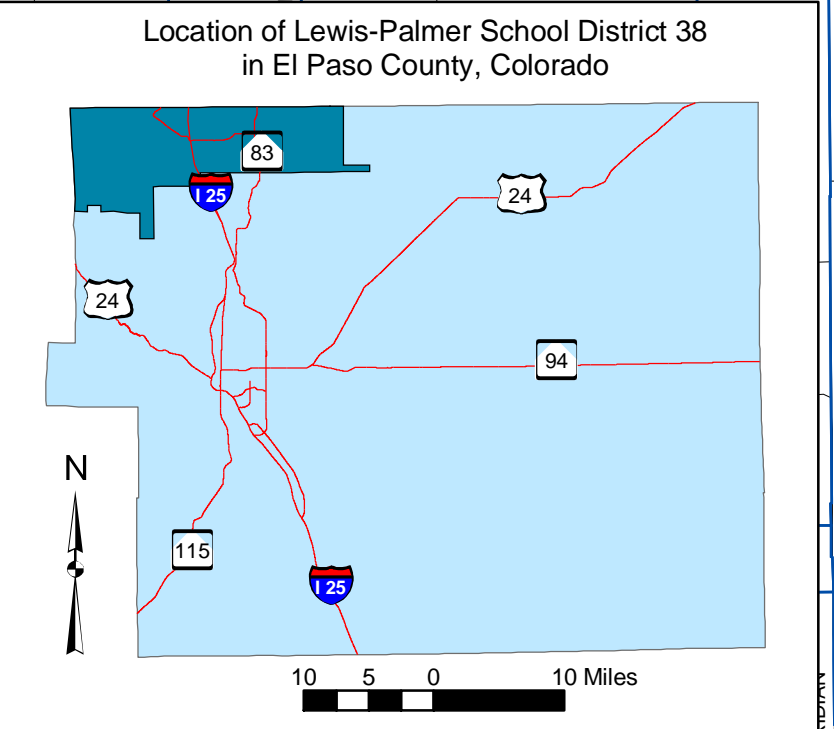 Location of Lewis-Palmer School District 38
in El Paso County, Colorado
83
I 25
24
24
94
N
115
I 25
10 5 0 10 Miles